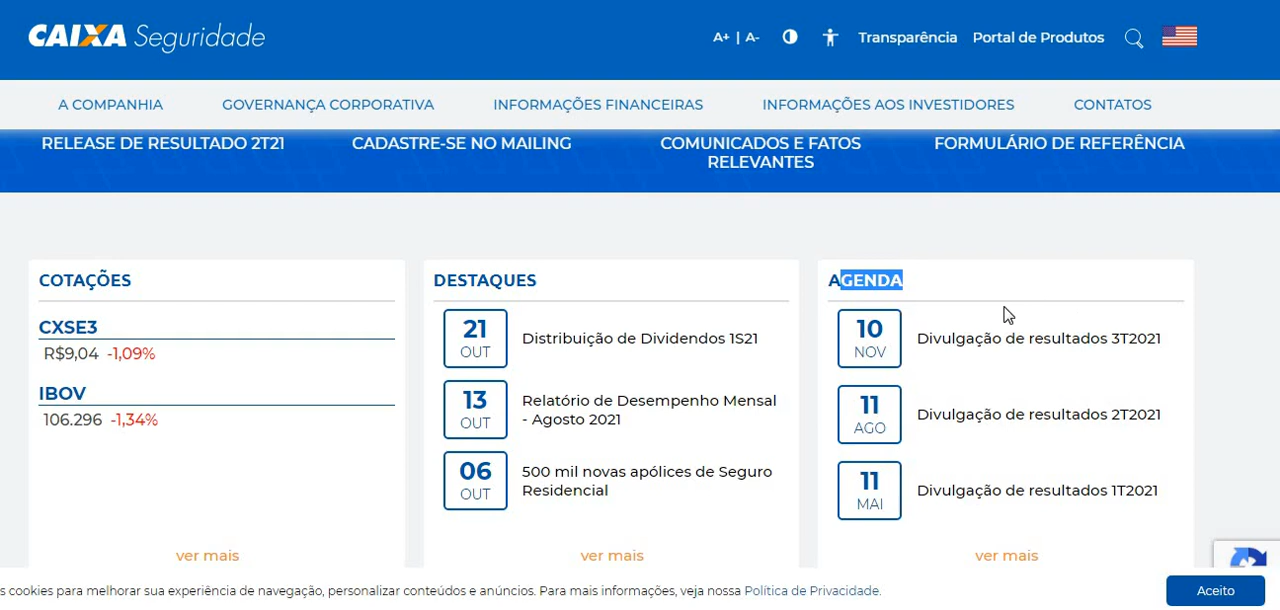 CAIXA Seguridade
A+ | A-
Transparência
Portal de Produtos
A COMPANHIA
GOVERNANÇA CORPORATIVA
INFORMAÇÕES FINANCEIRAS
INFORMAÇÕES AOS INVESTIDORES
CONTATOS
RELEASE DE RESULTADO 2T21
CADASTRE-SE NO MAILING
COMUNICADOS E FATOS
RELEVANTES
FORMULÁRIO DE REFERÊNCIA
COTAÇÕES
CXSE3
R$9,04 -1,09%
IBOV
106.296 -1,34%
ver mais
DESTAQUES
21
OUT
Distribuição de Dividendos 1S21
13
OUT
Relatório de Desempenho Mensal
- Agosto 2021
06
OUT
500 mil novas apólices de Seguro
Residencial
ver mais
AGENDA
10
NOV
Divulgação de resultados 3T2021
11
AGO
Divulgação de resultados 2T2021
11
MAI
Divulgação de resultados 1T2021
ver mais
s cookies para melhorar sua experiência de navegação, personalizar conteúdos e anúncios. Para mais informações, veja nossa Política de Privacidade.
Aceito